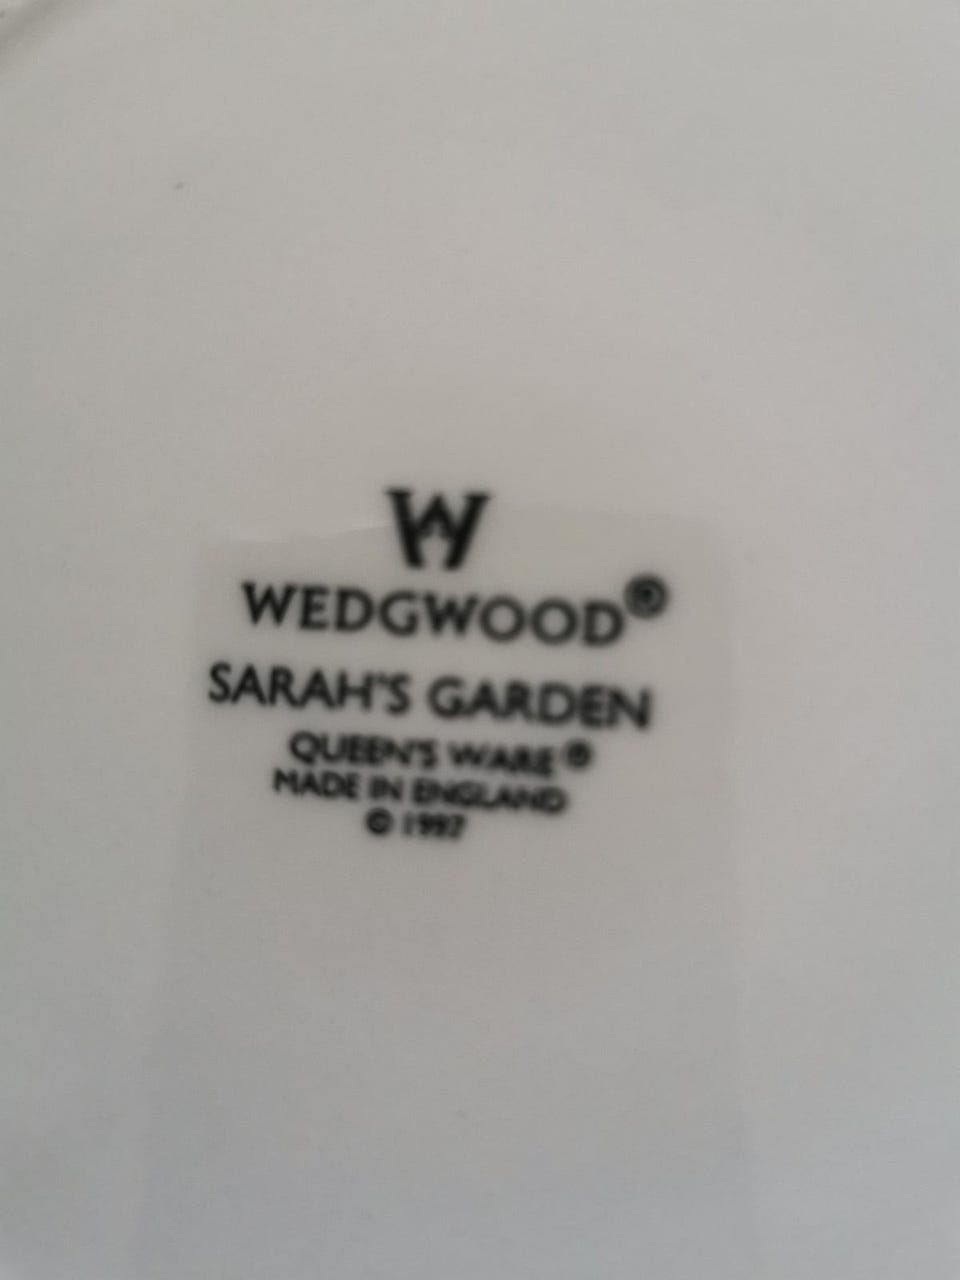 W
WEDGWOOD®
SARAH'S GARDEN
QUEEN'S WARE®
MADE IN ENGLAND
© 1997